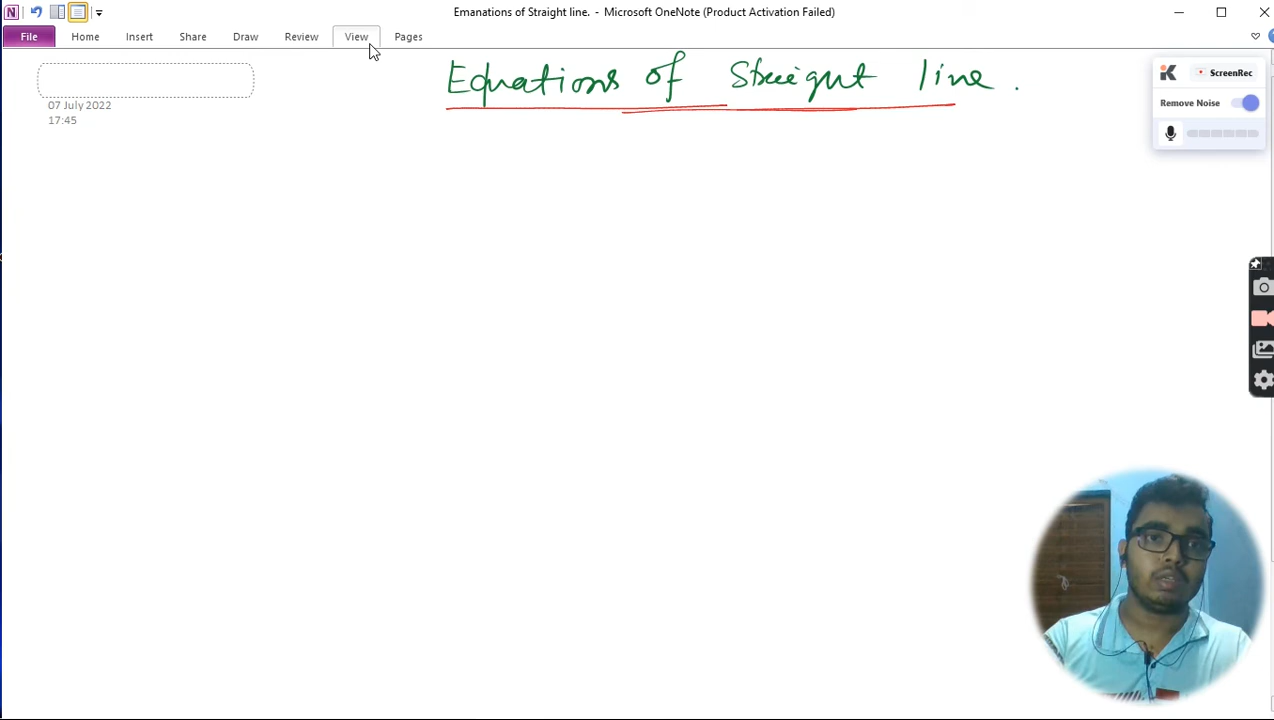 Emanations of Straight line. - Microsoft OneNote (Product Activation Failed)
File Home Insert Share Draw Review View Pages
Equations of Straight line.
ScreenRec
07 July 2022
17:45
Remove Noise